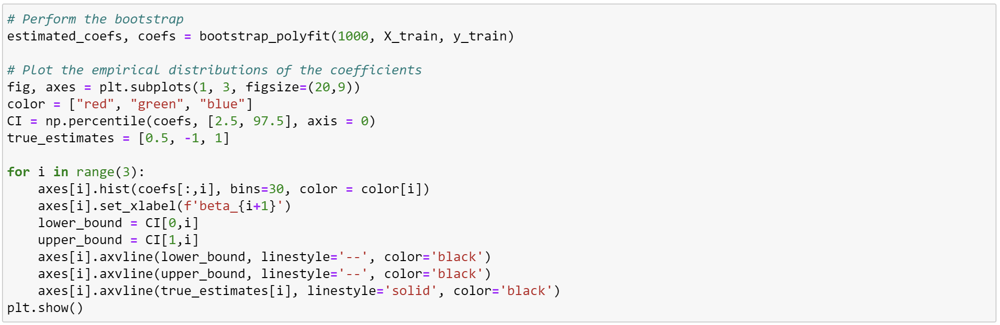 # Perform the bootstrap
estimated_coefs, coefs = bootstrap_polyfit(1000, X_train, y_train)

# Plot the empirical distributions of the coefficients
fig, axes = plt.subplots(1, 3, figsize=(20,9))
color = ["red", "green", "blue"]
CI = np.percentile(coefs, [2.5, 97.5], axis = 0)
true_estimates = [0.5, -1, 1]

for i in range(3):
    axes[i].hist(coefs[:,i], bins=30, color = color[i])
    axes[i].set_xlabel(f'beta_{i+1}')
    lower_bound = CI[0,i]
    upper_bound = CI[1,i]
    axes[i].axvline(lower_bound, linestyle='--', color='black')
    axes[i].axvline(upper_bound, linestyle='--', color='black')
    axes[i].axvline(true_estimates[i], linestyle='solid', color='black')
plt.show()